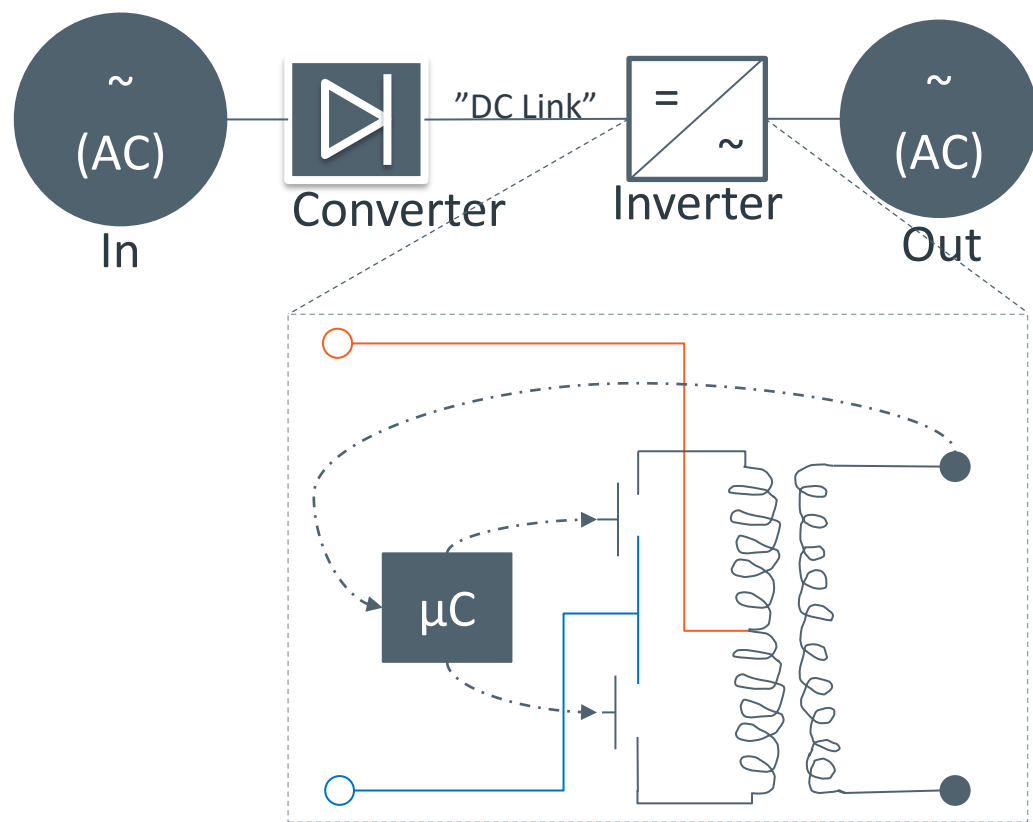 ~
(AC)
In
Converter
”DC Link”
=
~
Inverter
~
(AC)
Out
µC